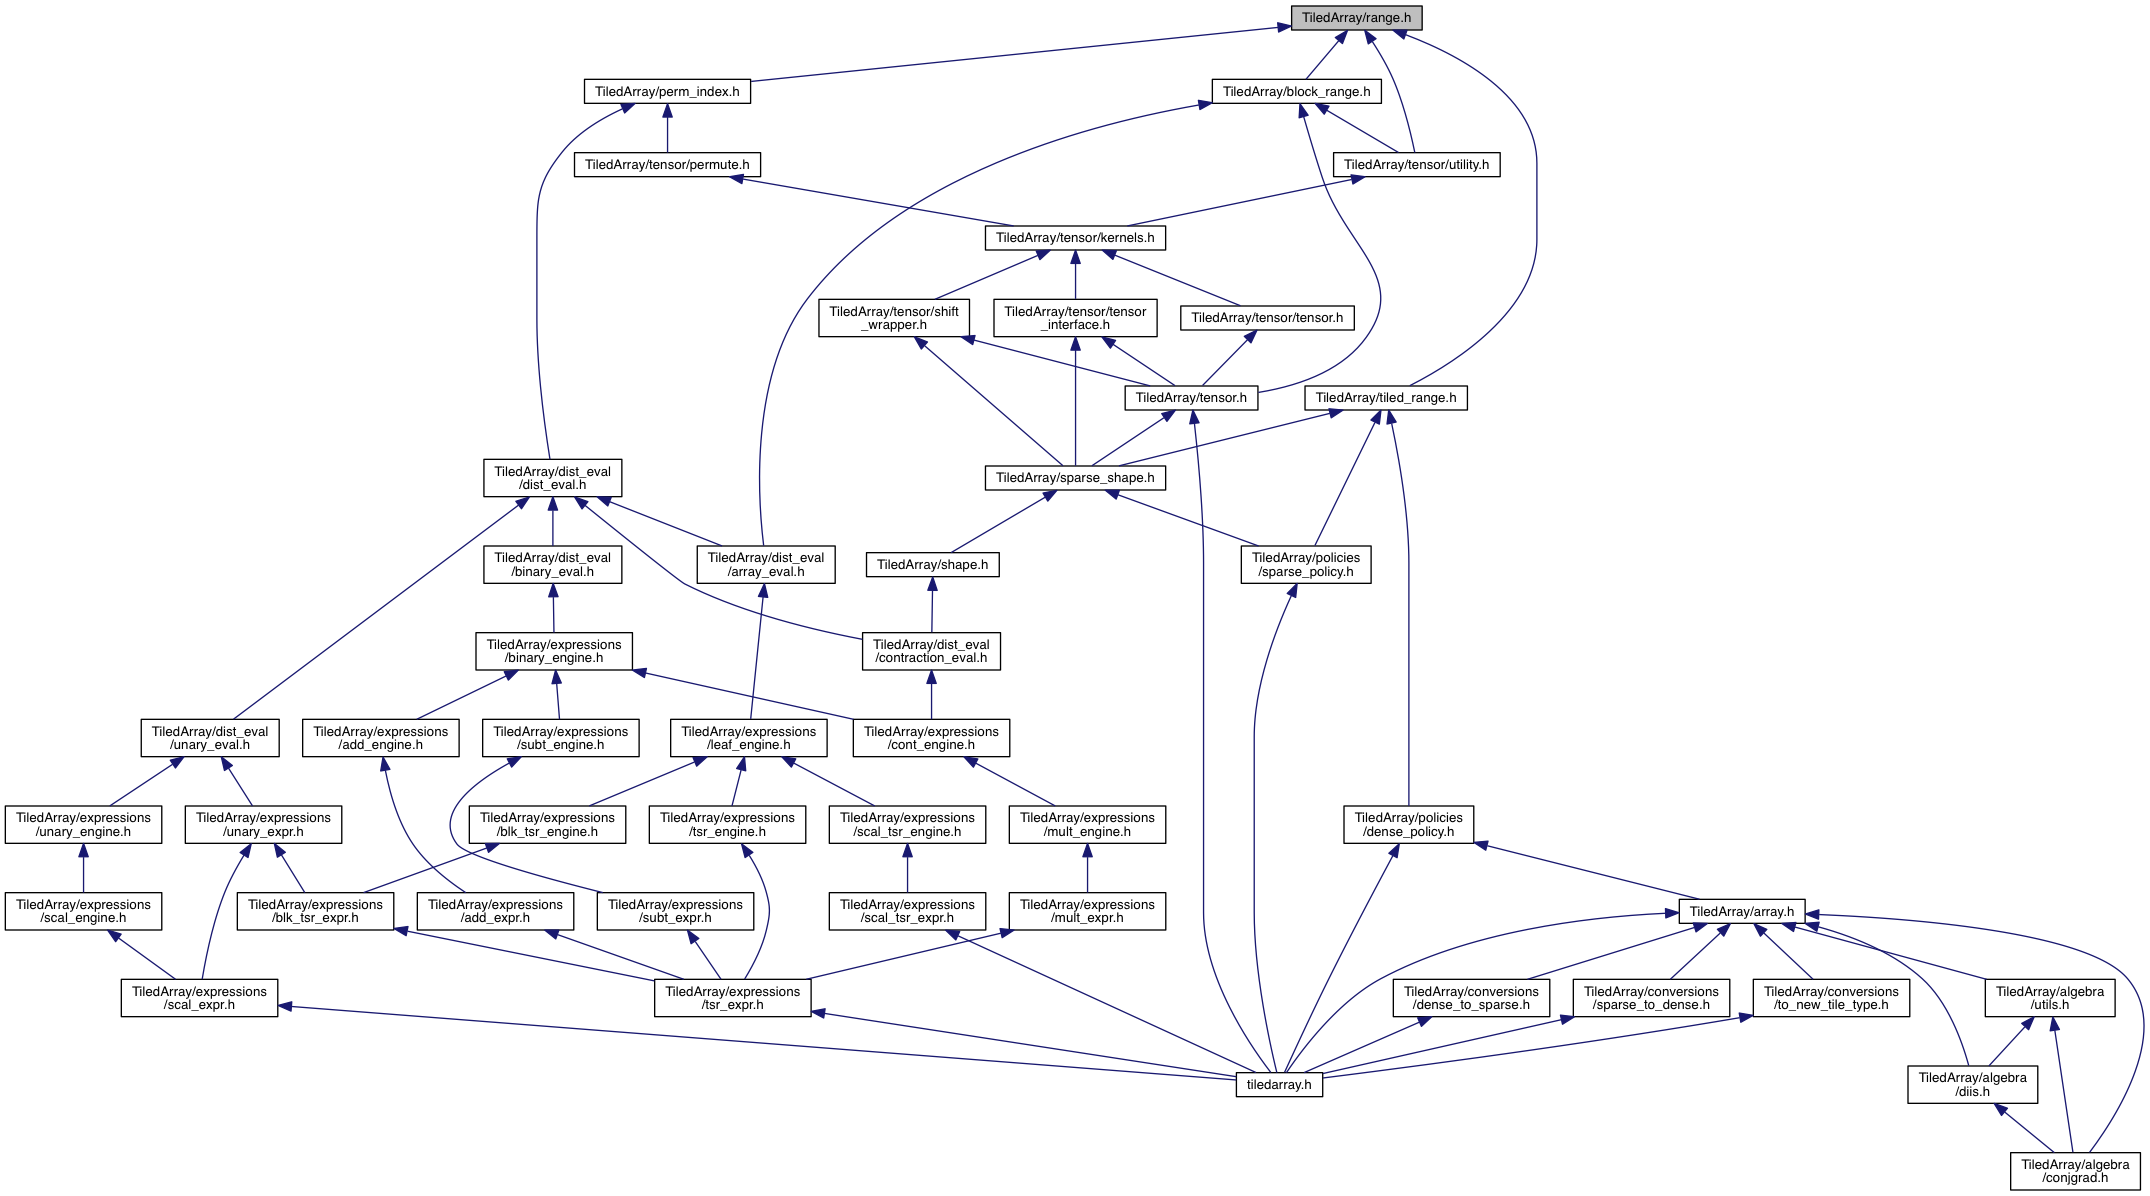 TiledArray/range.h
TiledArray/perm_index.h
TiledArray/block_range.h
TiledArray/tensor/permute.h
TiledArray/tensor/utility.h
TiledArray/tensor/kernels.h
TiledArray/tensor/shift
_wrapper.h
TiledArray/tensor/tensor
_interface.h
TiledArray/tensor/tensor.h
TiledArray/tensor.h
TiledArray/tiled_range.h
TiledArray/dist_eval
/dist_eval.h
TiledArray/sparse_shape.h
TiledArray/dist_eval
/binary_eval.h
TiledArray/dist_eval
/array_eval.h
TiledArray/shape.h
TiledArray/policies
/sparse_policy.h
TiledArray/expressions
/binary_engine.h
TiledArray/dist_eval
/contraction_eval.h
TiledArray/dist_eval
/unary_eval.h
TiledArray/expressions
/add_engine.h
TiledArray/expressions
/subt_engine.h
TiledArray/expressions
/leaf_engine.h
TiledArray/expressions
/cont_engine.h
TiledArray/expressions
/unary_engine.h
TiledArray/expressions
/unary_expr.h
TiledArray/expressions
/blk_tsr_engine.h
TiledArray/expressions
/tsr_engine.h
TiledArray/expressions
/scal_tsr_engine.h
TiledArray/expressions
/mult_engine.h
TiledArray/policies
/dense_policy.h
TiledArray/expressions
/scal_engine.h
TiledArray/expressions
/blk_tsr_expr.h
TiledArray/expressions
/add_expr.h
TiledArray/expressions
/subt_expr.h
TiledArray/expressions
/scal_tsr_expr.h
TiledArray/expressions
/mult_expr.h
TiledArray/array.h
TiledArray/expressions
/scal_expr.h
TiledArray/expressions
/tsr_expr.h
TiledArray/conversions
/dense_to_sparse.h
TiledArray/conversions
/sparse_to_dense.h
TiledArray/conversions
/to_new_tile_type.h
TiledArray/algebra
/utils.h
tiledarray.h
TiledArray/algebra
/diis.h
TiledArray/algebra
/conjgrad.h